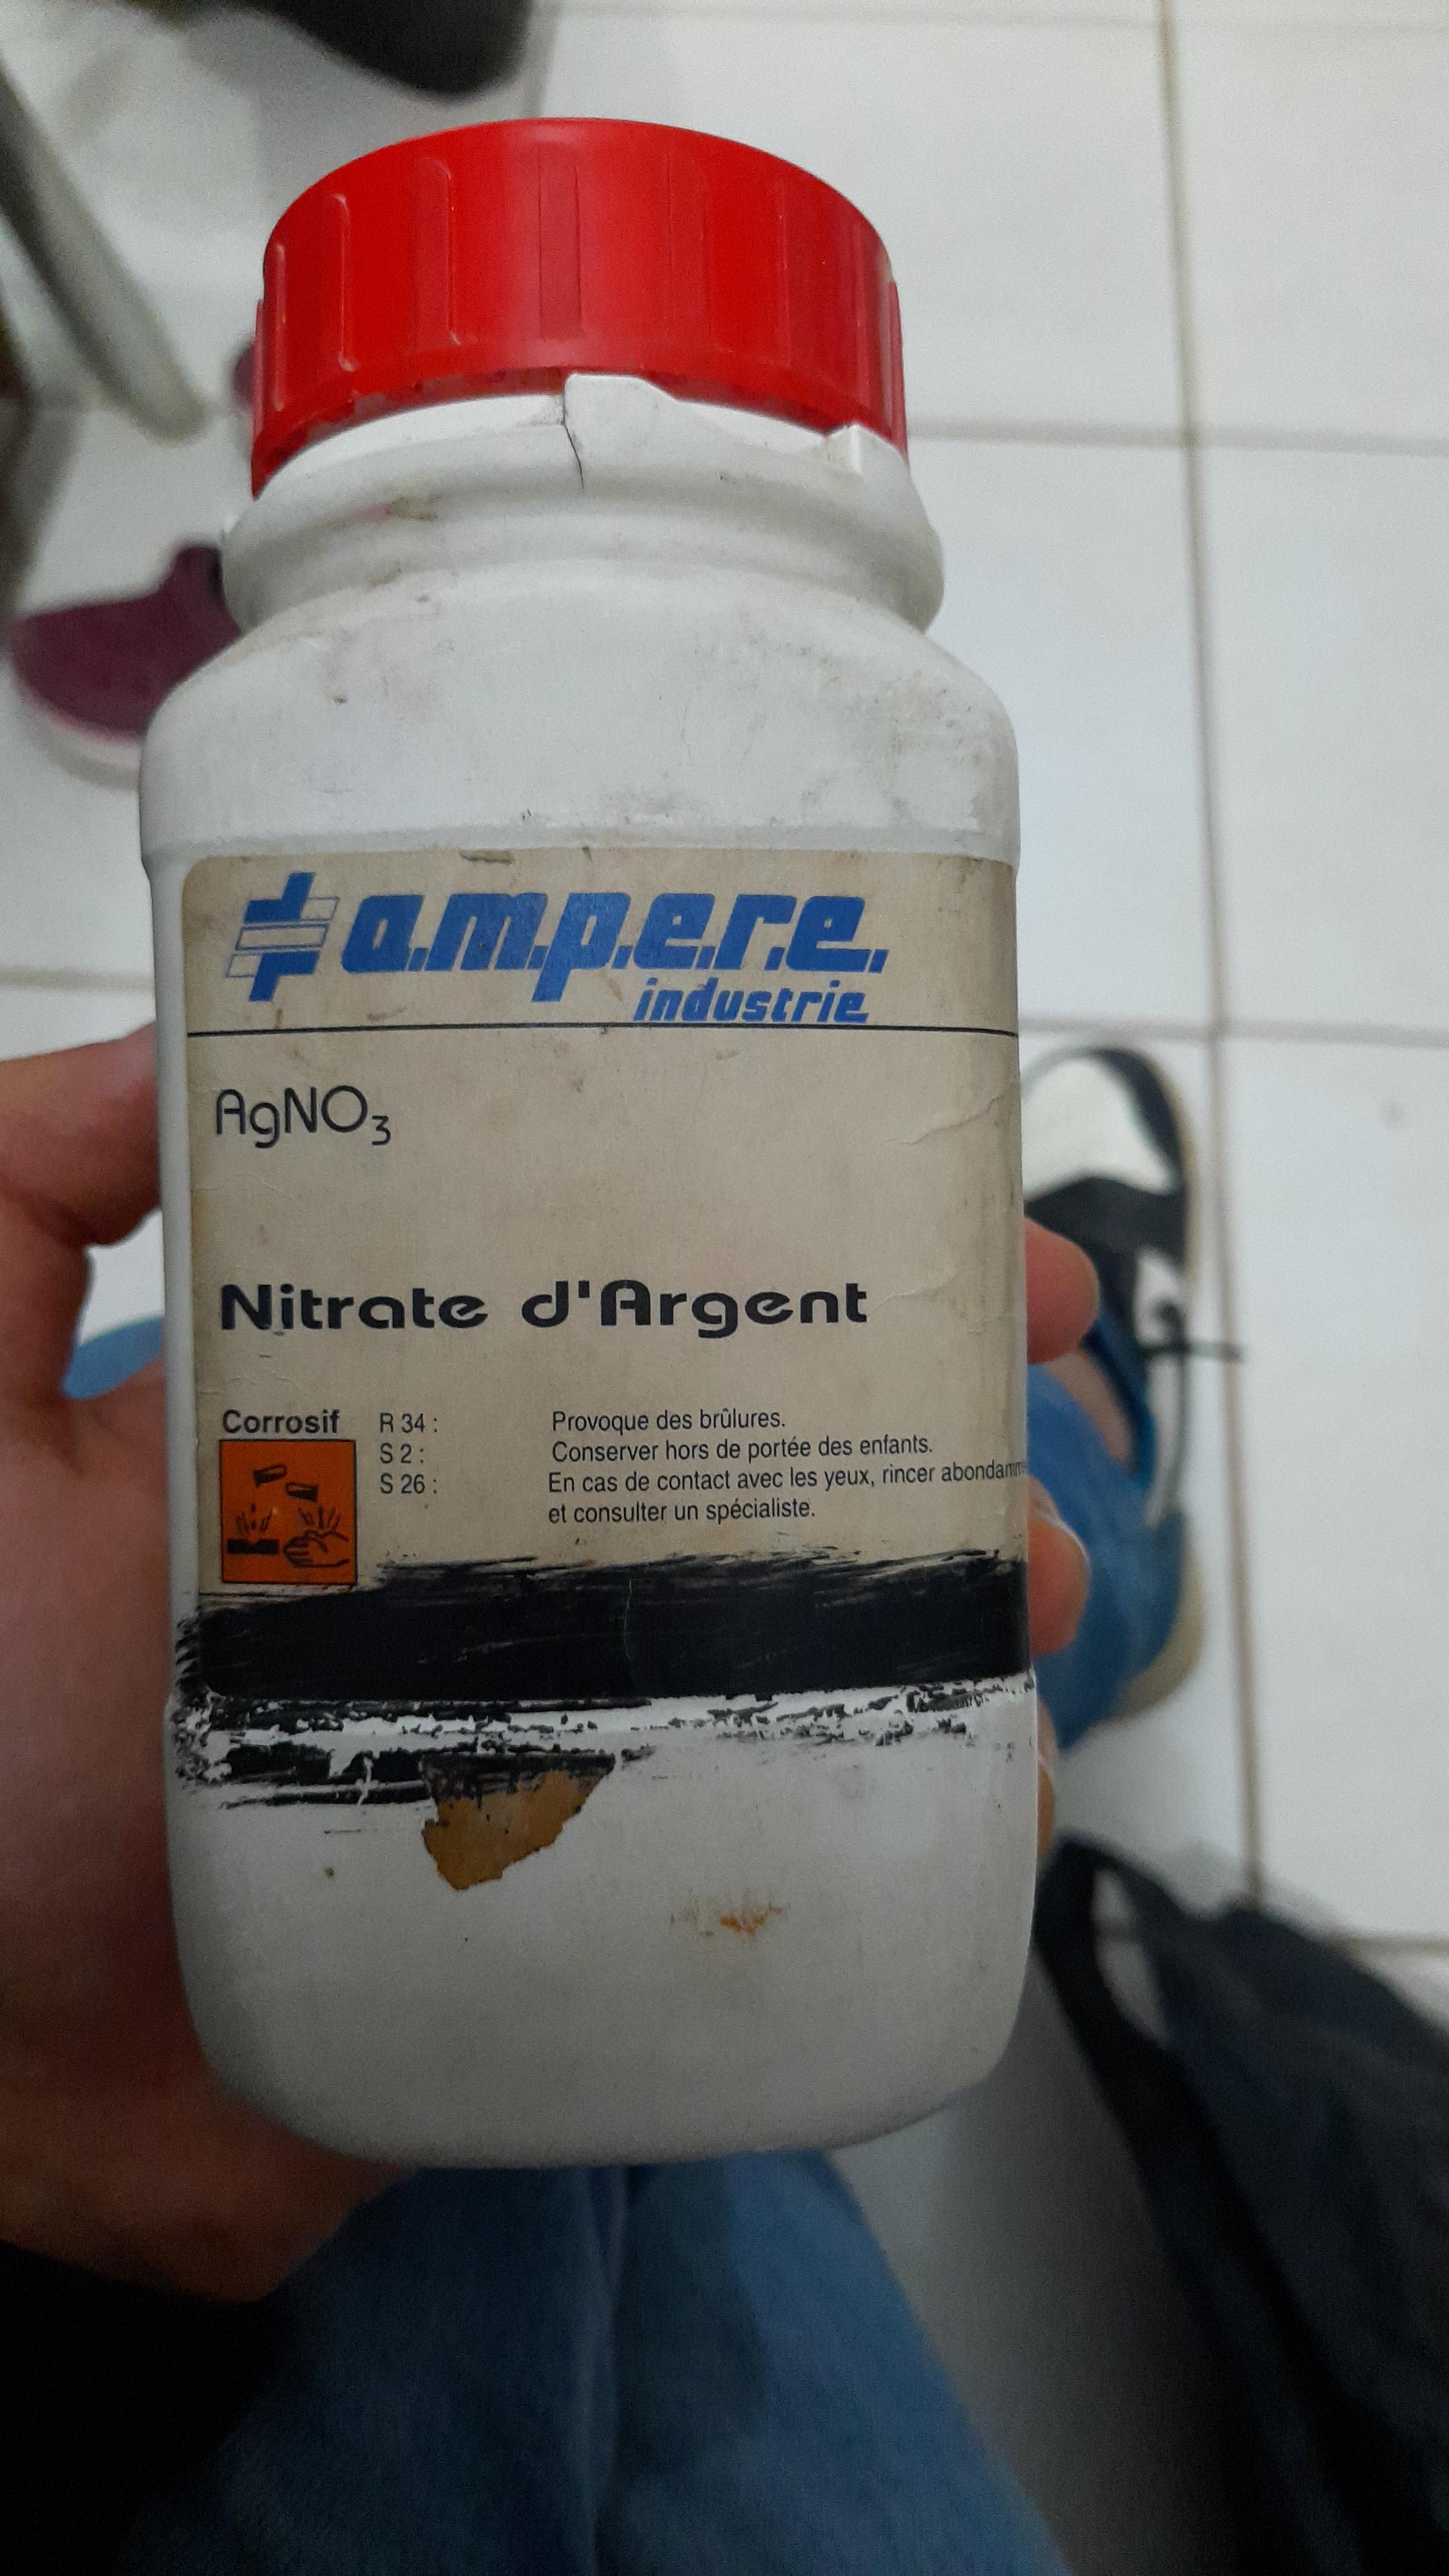 a.m.p.e.r.e.
industrie
AgNO₃
Nitrate d'Argent
Corrosif
R 34 : Provoque des brûlures.
S 2 : Conserver hors de portée des enfants.
S 26 : En cas de contact avec les yeux, rincer
et consulter un spécialiste.